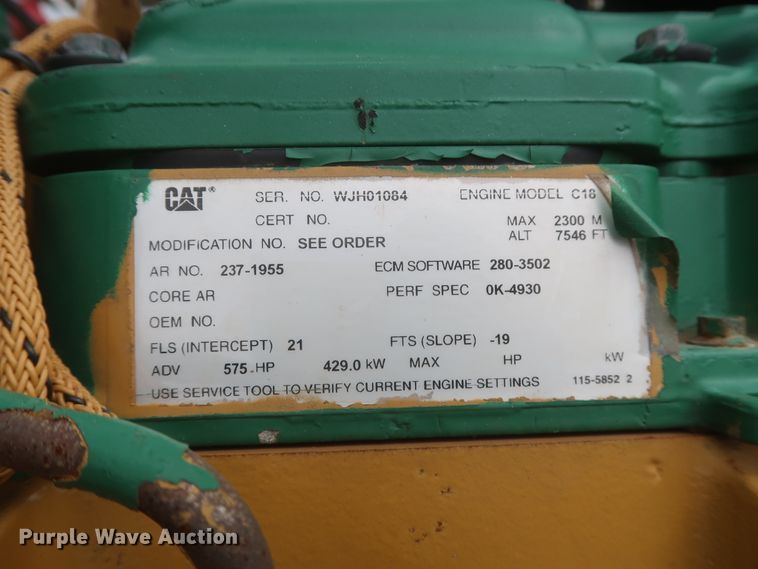 CAT® SER. NO. WJH01084 ENGINE MODEL C18
CERT NO. MAX 2300 M
MODIFICATION NO. SEE ORDER ALT 7546 FT
AR NO. 237-1955 ECM SOFTWARE 280-3502
CORE AR PERF SPEC 0K-4930
OEM NO.
FLS (INTERCEPT) 21 FTS (SLOPE) -19
ADV 575.HP 429.0 kW MAX HP kW
USE SERVICE TOOL TO VERIFY CURRENT ENGINE SETTINGS 115-5852 2
Purple Wave Auction
purplewave.com